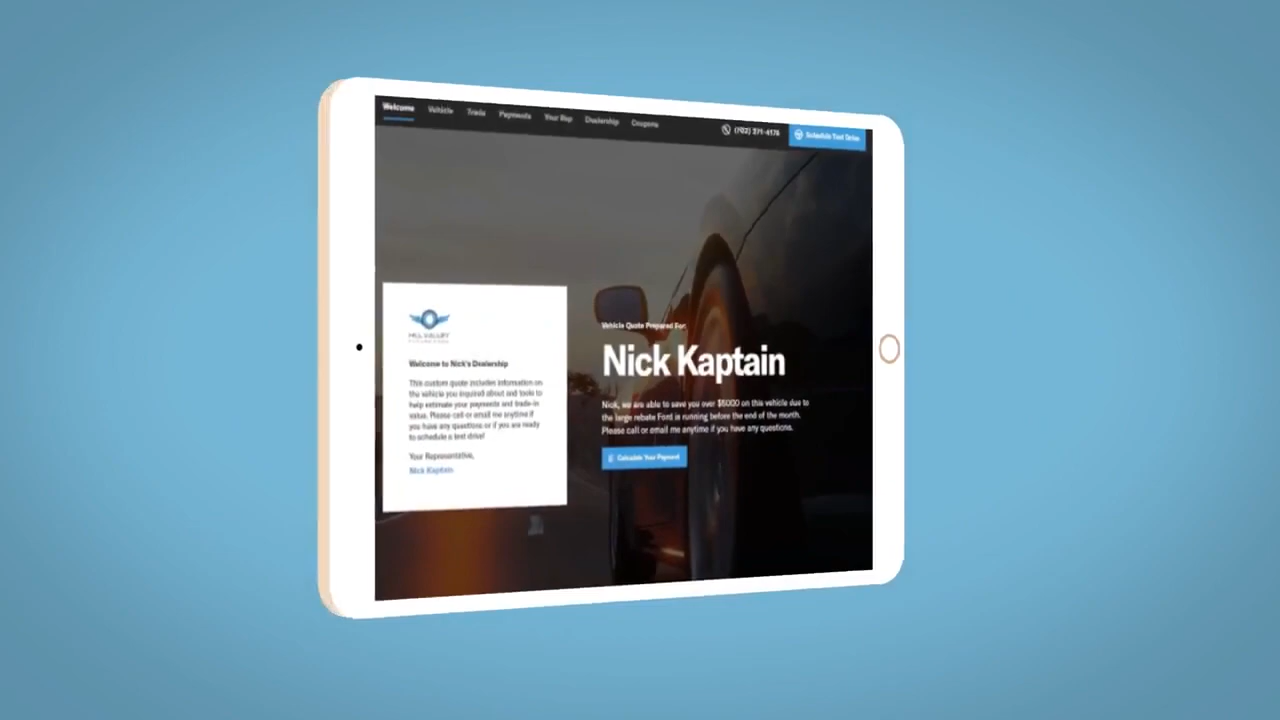 Welcome Vehicle Trade Payments Your Rep Dealership Coupons (702) 371-4176 Schedule Test Drive
Vehicle Quote Prepared For:
Nick Kaptain
Nick, we are able to save you over $5000 on this vehicle due to
the large rebate Ford is running before the end of the month.
Please call or email me anytime if you have any questions.
Calculate Your Payment
HILL VALLEY
Welcome to Nick's Dealership
This custom quote includes information on
the vehicle you inquired about and tools to
help estimate your payments and trade-in
value. Please call or email me anytime if
you have any questions or if you are ready
to schedule a test drive!
Your Representative,
Nick Kaptain